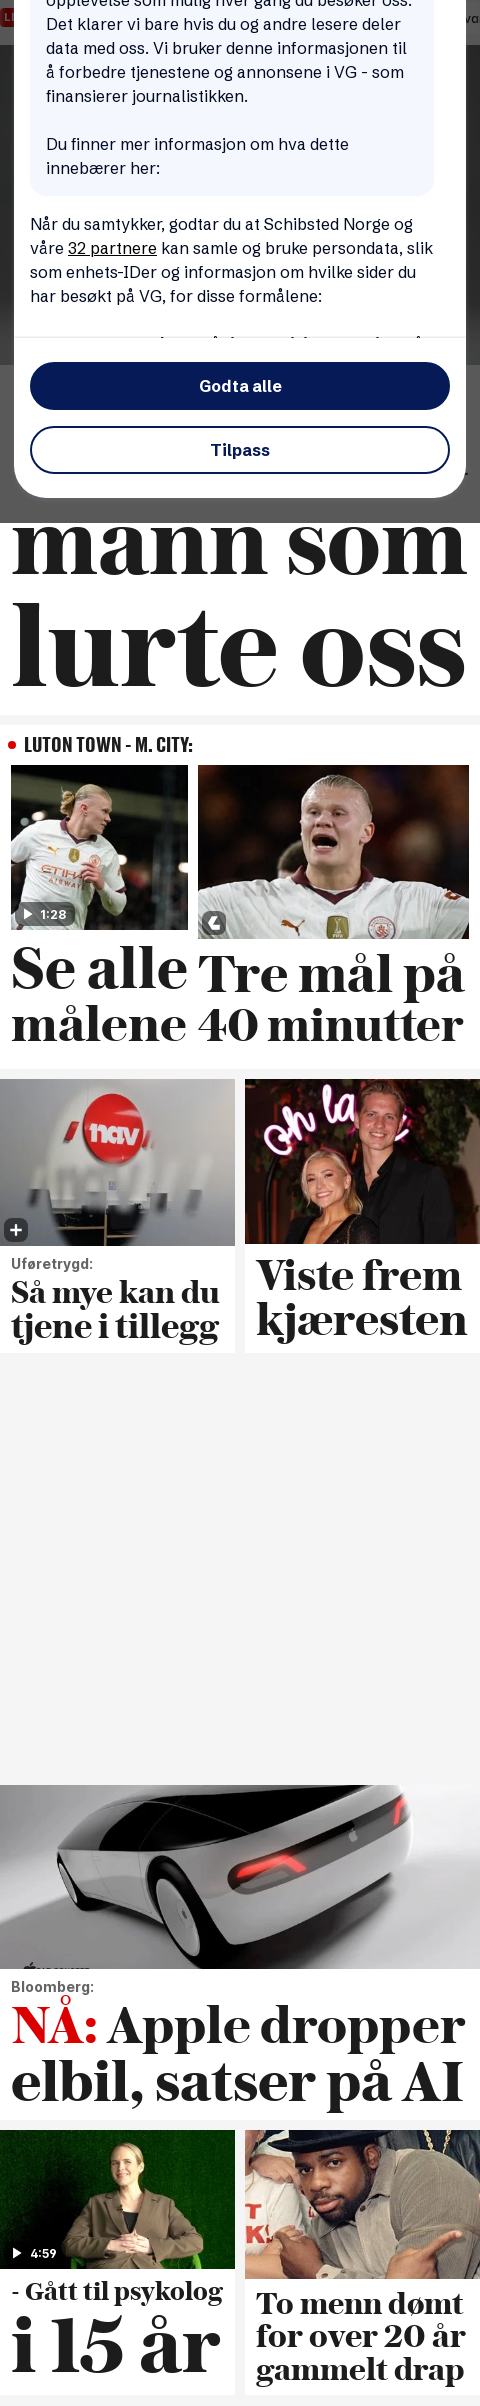 opplevelse som mulig hver gang du besøker oss.
Det klarer vi bare hvis du og andre lesere deler
data med oss. Vi bruker denne informasjonen til
å forbedre tjenestene og annonsene i VG - som
finansierer journalistikken.
Du finner mer informasjon om hva dette
innebærer her:
Når du samtykker, godtar du at Schibsted Norge og
våre 32 partnere kan samle og bruke persondata, slik
som enhets-IDer og informasjon om hvilke sider du
har besøkt på VG, for disse formålene:
Godta alle
Tilpass
mann som
lurte oss
LUTON TOWN - M. CITY:
ETIHAD
AIRWAYS
1:28
Se alle
målene
Tre mål på
40 minutter
nav
Uføretrygd:
Så mye kan du
tjene i tillegg
oh la
Viste frem
kjæresten
Bloomberg:
NÅ: Apple dropper
elbil, satser på AI
4:59
- Gått til psykolog
i 15 år
To menn dømt
for over 20 år
gammelt drap